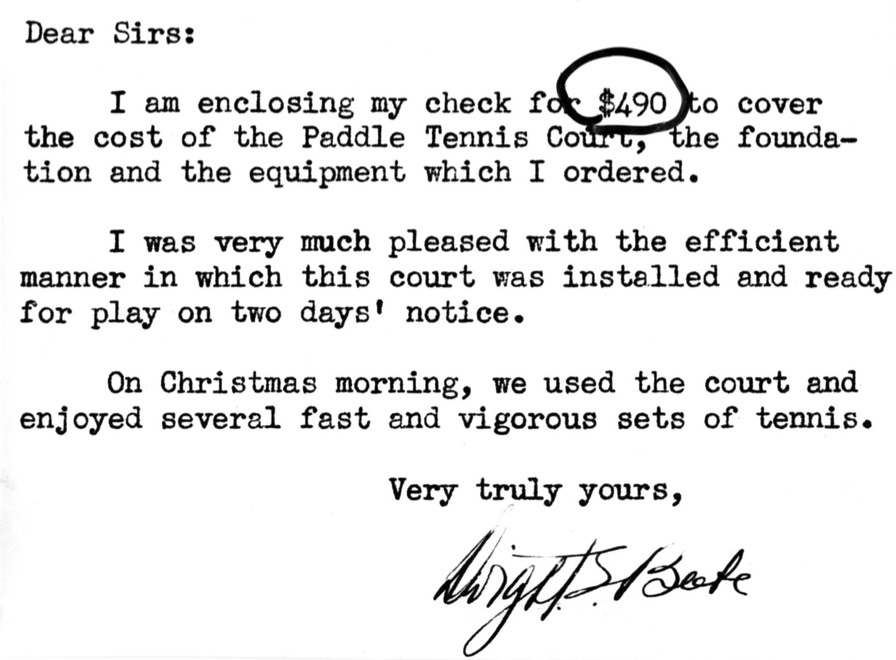 Dear Sirs:
I am enclosing my check for $490 to cover
the cost of the Paddle Tennis Court, the founda-
tion and the equipment which I ordered.
I was very much pleased with the efficient
manner in which this court was installed and ready
for play on two days' notice.
On Christmas morning, we used the court and
enjoyed several fast and vigorous sets of tennis.
Very truly yours,
Dwight S. Beebe